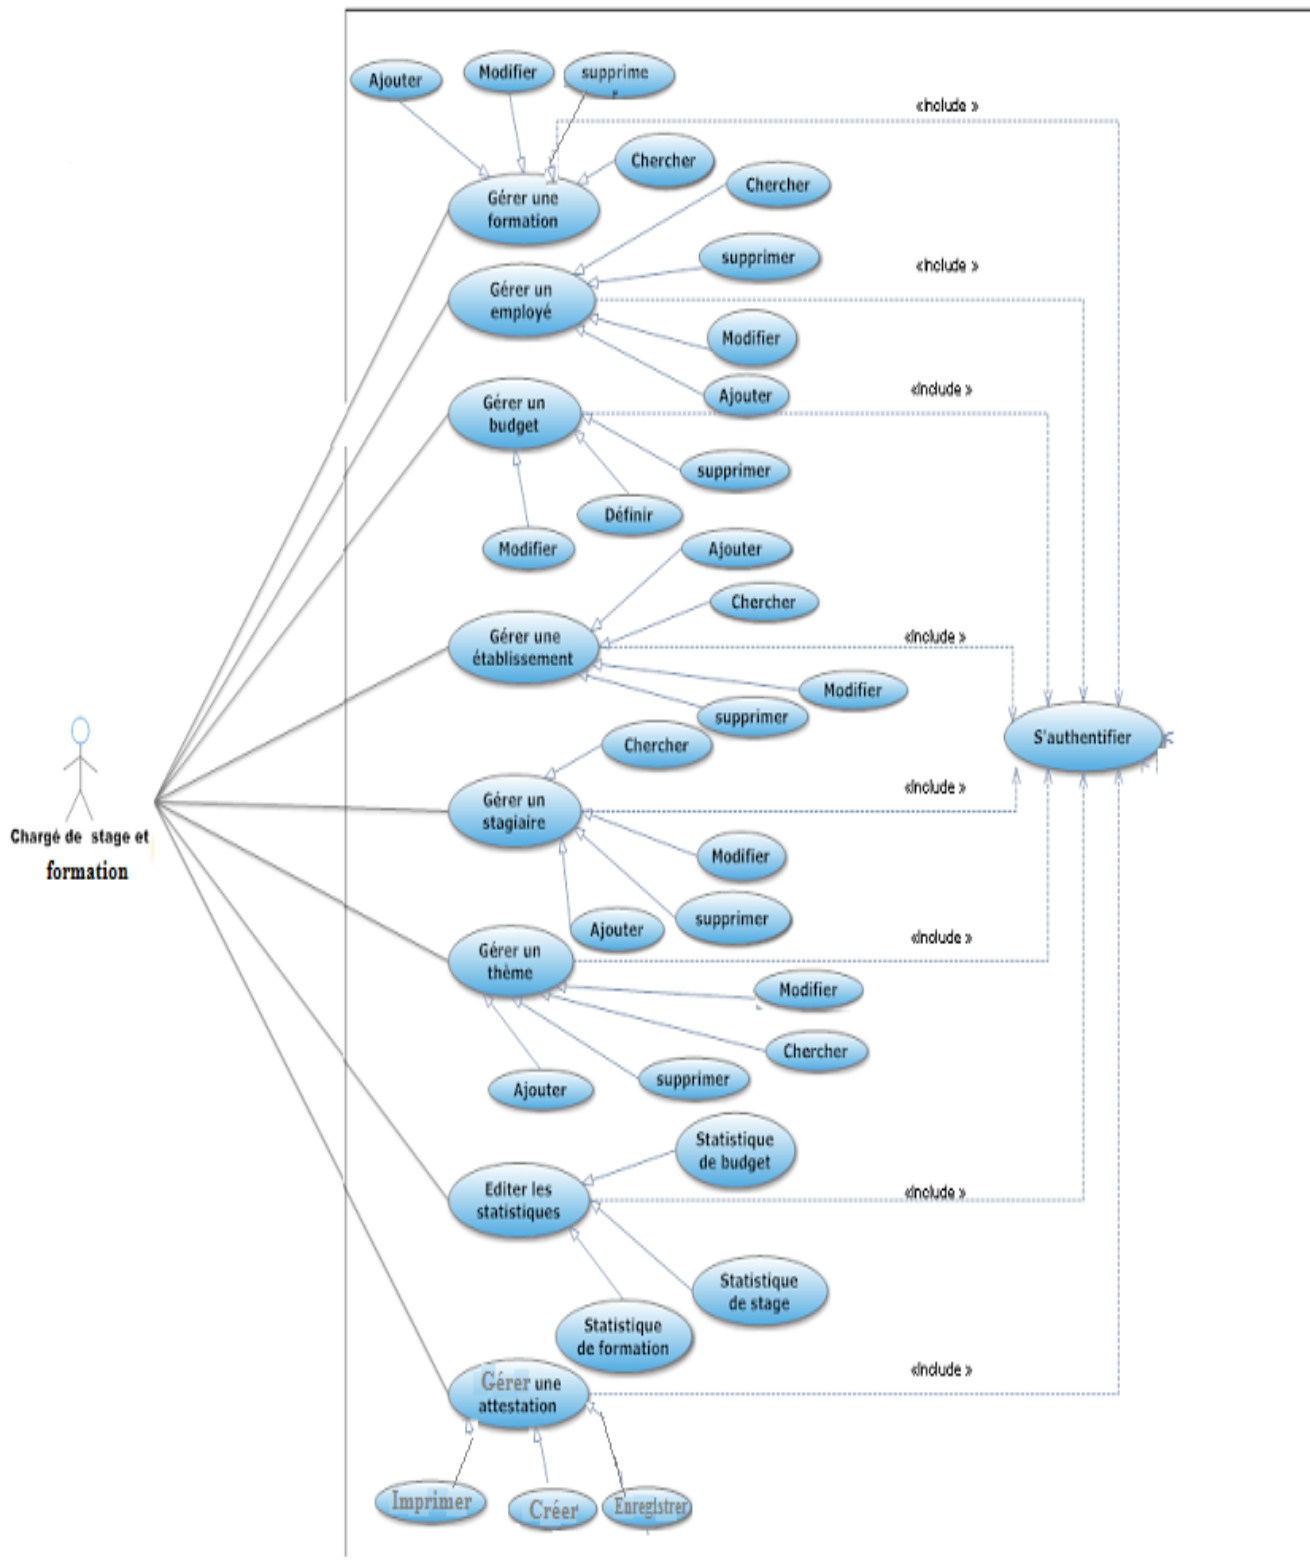 Ajouter
Modifier
supprimer
«Include »
Chercher
Chercher
Gérer une
formation
supprimer
«Include »
Gérer un
employé
Modifier
Ajouter
«Include »
Gérer un
budget
supprimer
Définir
Modifier
Ajouter
Chercher
«Include »
Gérer une
établissement
Modifier
supprimer
S'authentifier
Chercher
«Include »
Gérer un
stagiaire
Chargé de stage et
formation
Modifier
supprimer
Ajouter
«Include »
Gérer un
thème
Modifier
Chercher
supprimer
Ajouter
Statistique
de budget
«Include »
Editer les
statistiques
Statistique
de stage
Statistique
de formation
«Include »
Gérer une
attestation
Imprimer
Créer
Enregistrer